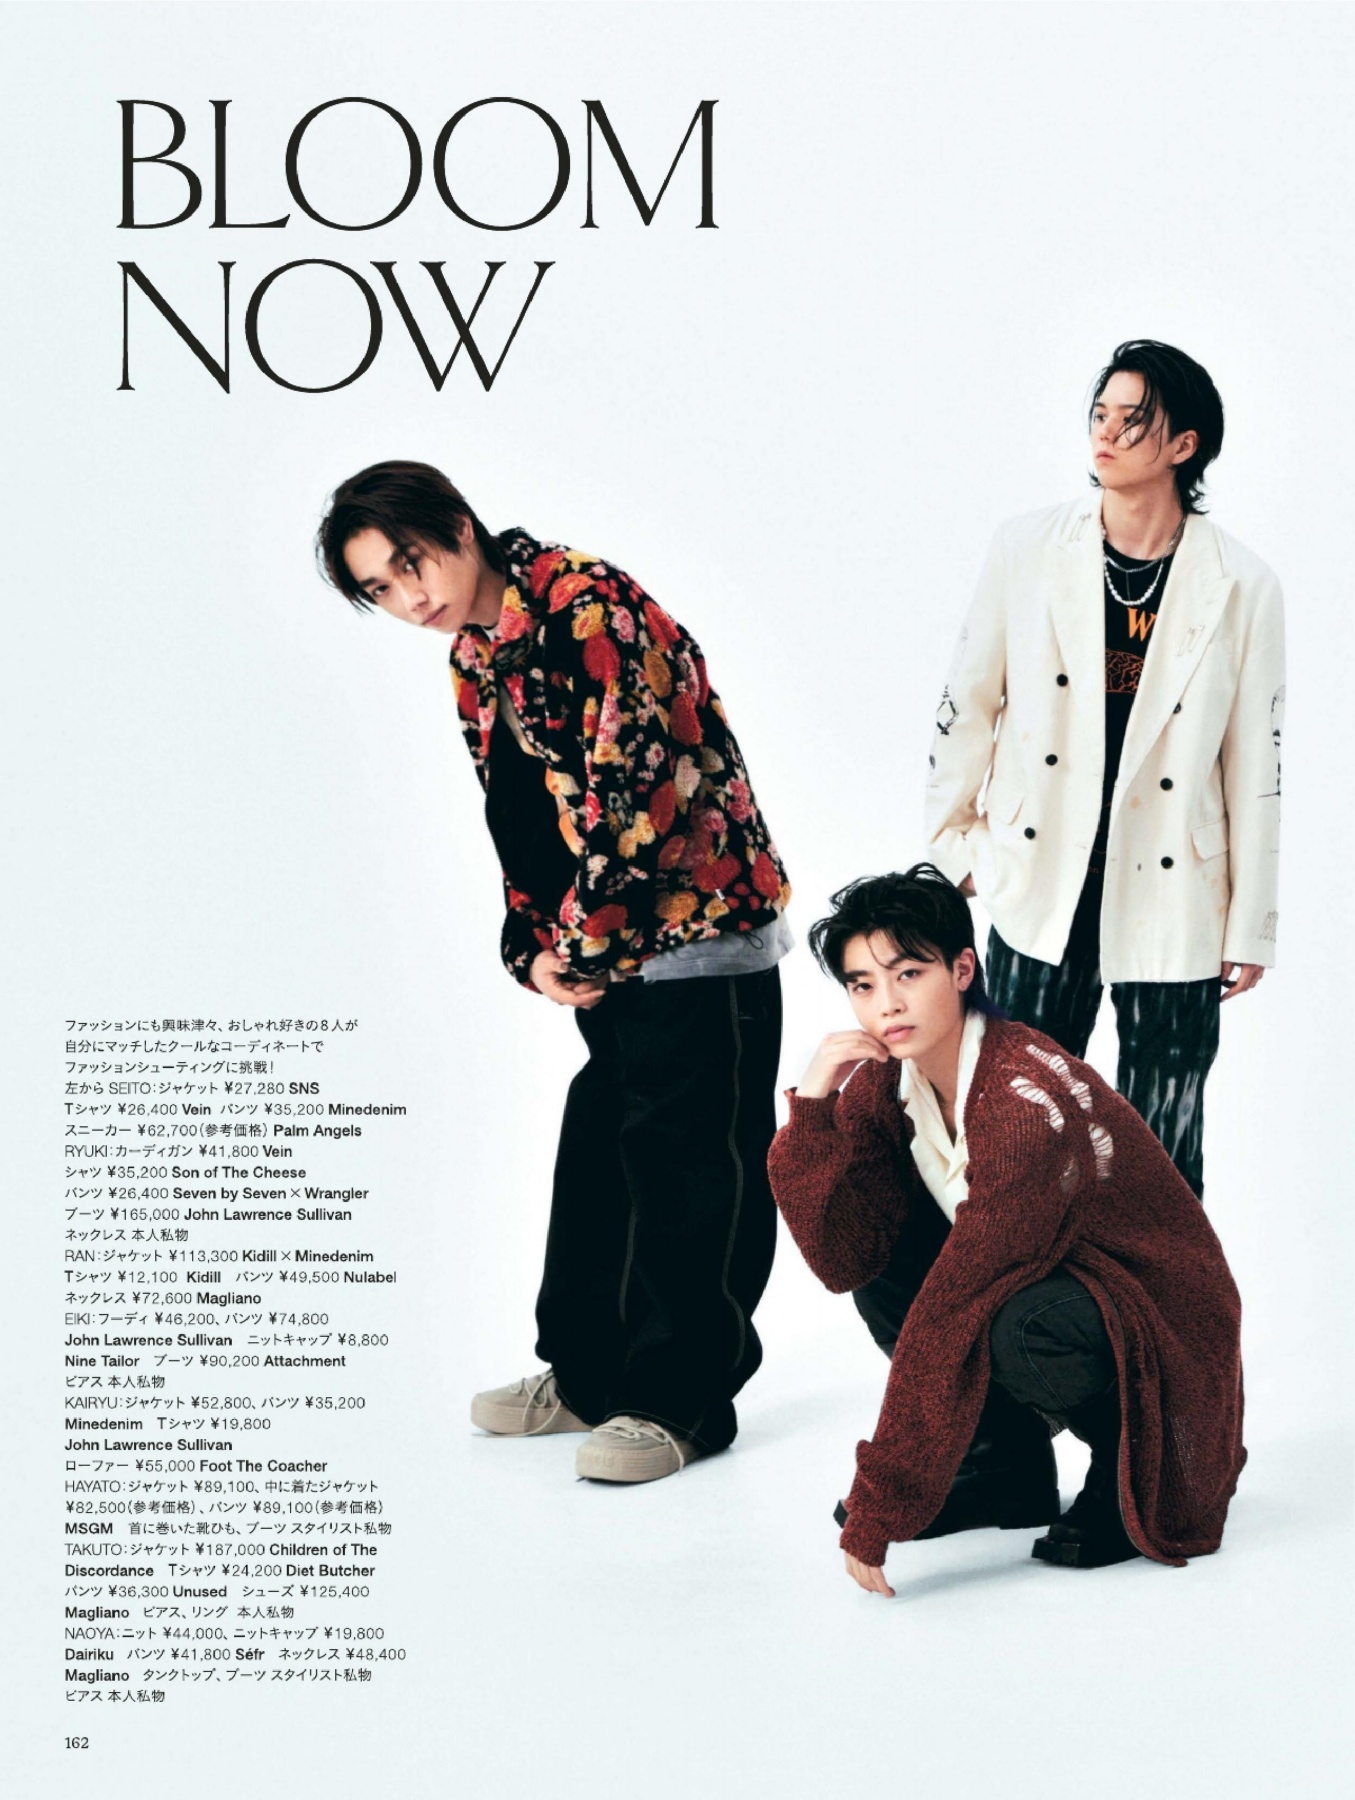 BLOOM
NOW
W
ファッションにも興味津々、おしゃれ好きの8人が
自分にマッチしたクールなコーディネートで
ファッションシューティングに挑戦！
左から SEITO：ジャケット ¥27,280 SNS
Tシャツ ¥26,400 Vein パンツ ¥35,200 Minedenim
スニーカー ¥62,700（参考価格） Palm Angels
RYUKI：カーディガン ¥41,800 Vein
シャツ ¥35,200 Son of The Cheese
パンツ ¥26,400 Seven by Seven×Wrangler
ブーツ ¥165,000 John Lawrence Sullivan
ネックレス 本人私物
RAN：ジャケット ¥113,300 Kidill×Minedenim
Tシャツ ¥12,100 Kidill パンツ ¥49,500 Nulabel
ネックレス ¥72,600 Magliano
EIKI：フーディ ¥46,200、パンツ ¥74,800
John Lawrence Sullivan ニットキャップ ¥8,800
Nine Tailor ブーツ ¥90,200 Attachment
ピアス 本人私物
KAIRYU：ジャケット ¥52,800、パンツ ¥35,200
Minedenim Tシャツ ¥19,800
John Lawrence Sullivan
ローファー ¥55,000 Foot The Coacher
HAYATO：ジャケット ¥89,100、中に着たジャケット
¥82,500（参考価格）、パンツ ¥89,100（参考価格）
MSGM 首に巻いた靴ひも、ブーツ スタイリスト私物
TAKUTO：ジャケット ¥187,000 Children of The
Discordance Tシャツ ¥24,200 Diet Butcher
パンツ ¥36,300 Unused シューズ ¥125,400
Magliano ピアス、リング 本人私物
NAOYA：ニット ¥44,000、ニットキャップ ¥19,800
Dairiku パンツ ¥41,800 Séfr ネックレス ¥48,400
Magliano タンクトップ、ブーツ スタイリスト私物
ピアス 本人私物
162